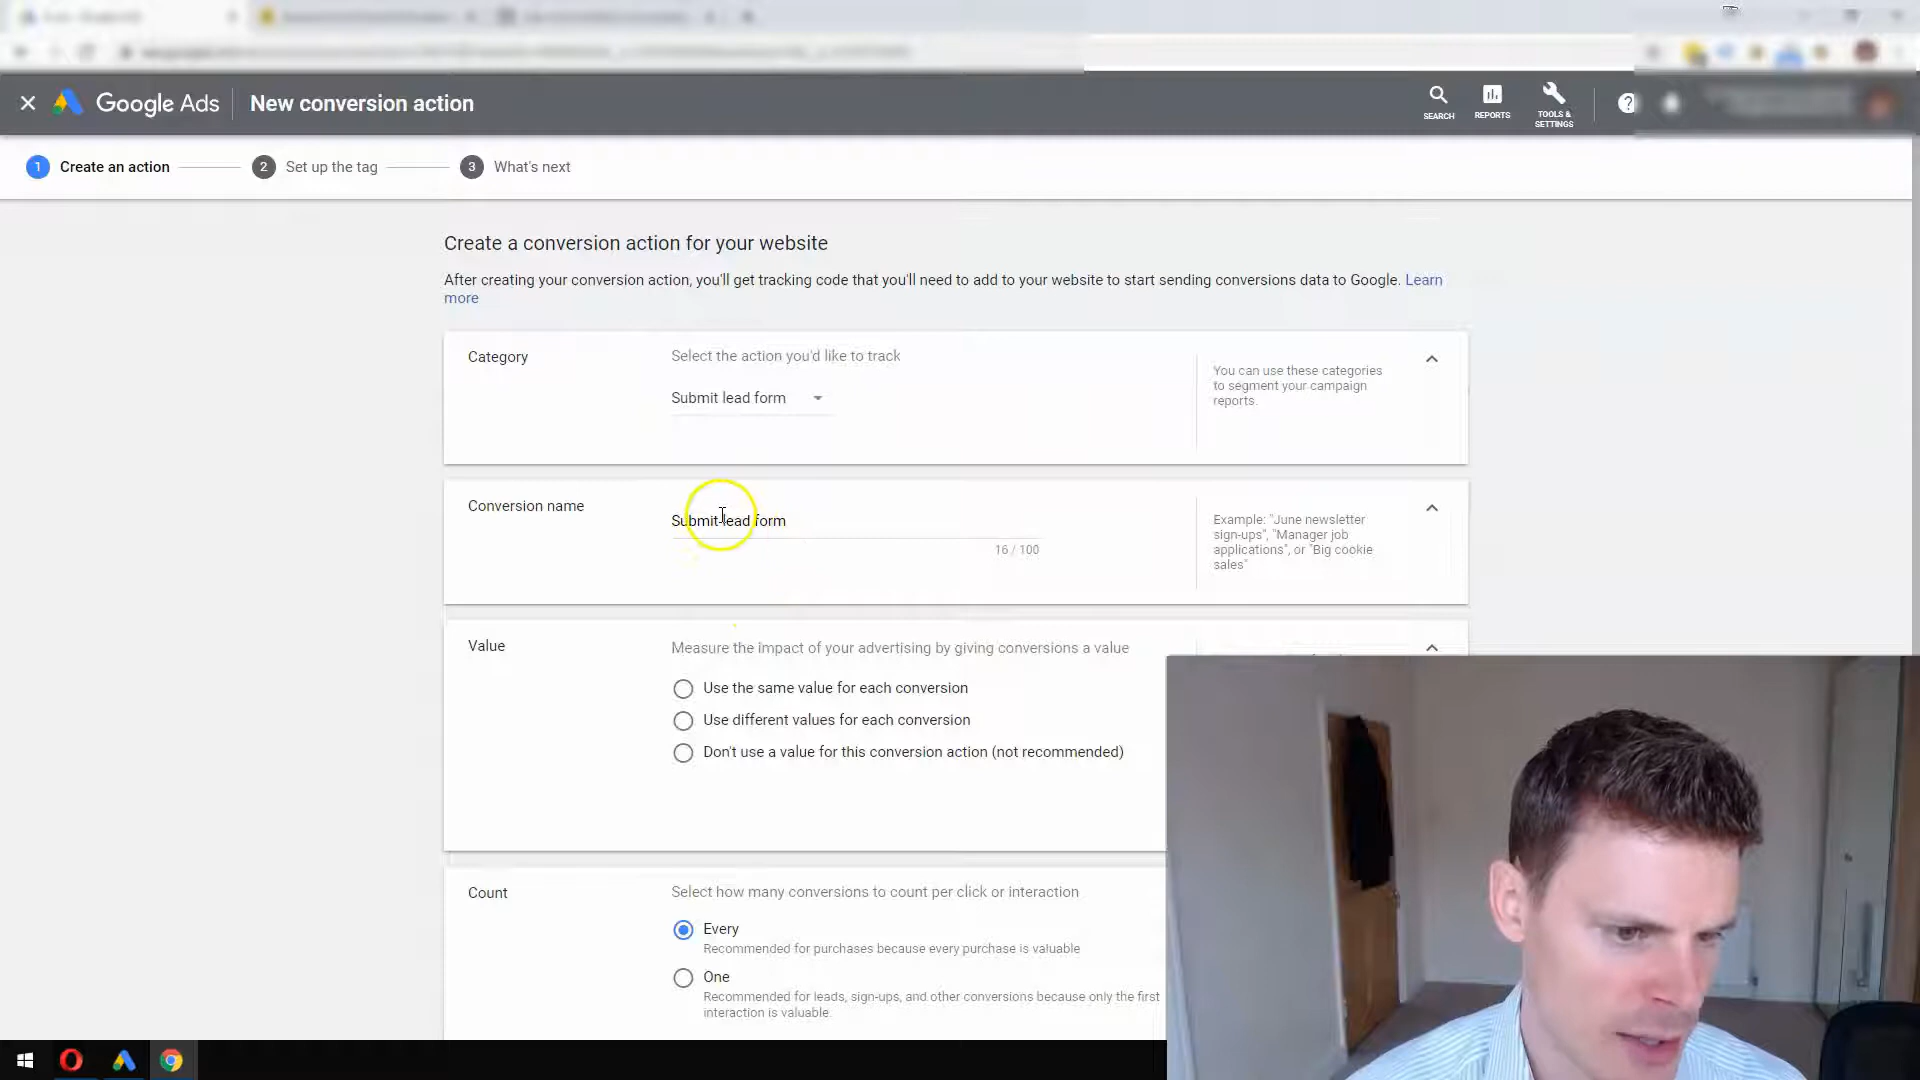 Google Ads
New conversion action
SEARCH
REPORTS
TOOLS &
SETTINGS
1 Create an action
2 Set up the tag
3 What's next
Create a conversion action for your website
After creating your conversion action, you'll get tracking code that you'll need to add to your website to start sending conversions data to Google. Learn
more
Category
Select the action you'd like to track
Submit lead form
You can use these categories
to segment your campaign
reports.
Conversion name
Submit lead form
16 / 100
Example: "June newsletter
sign-ups", "Manager job
applications", or "Big cookie
sales"
Value
Measure the impact of your advertising by giving conversions a value
Use the same value for each conversion
Use different values for each conversion
Don't use a value for this conversion action (not recommended)
Count
Select how many conversions to count per click or interaction
Every
Recommended for purchases because every purchase is valuable
One
Recommended for leads, sign-ups, and other conversions because only the first
interaction is valuable.